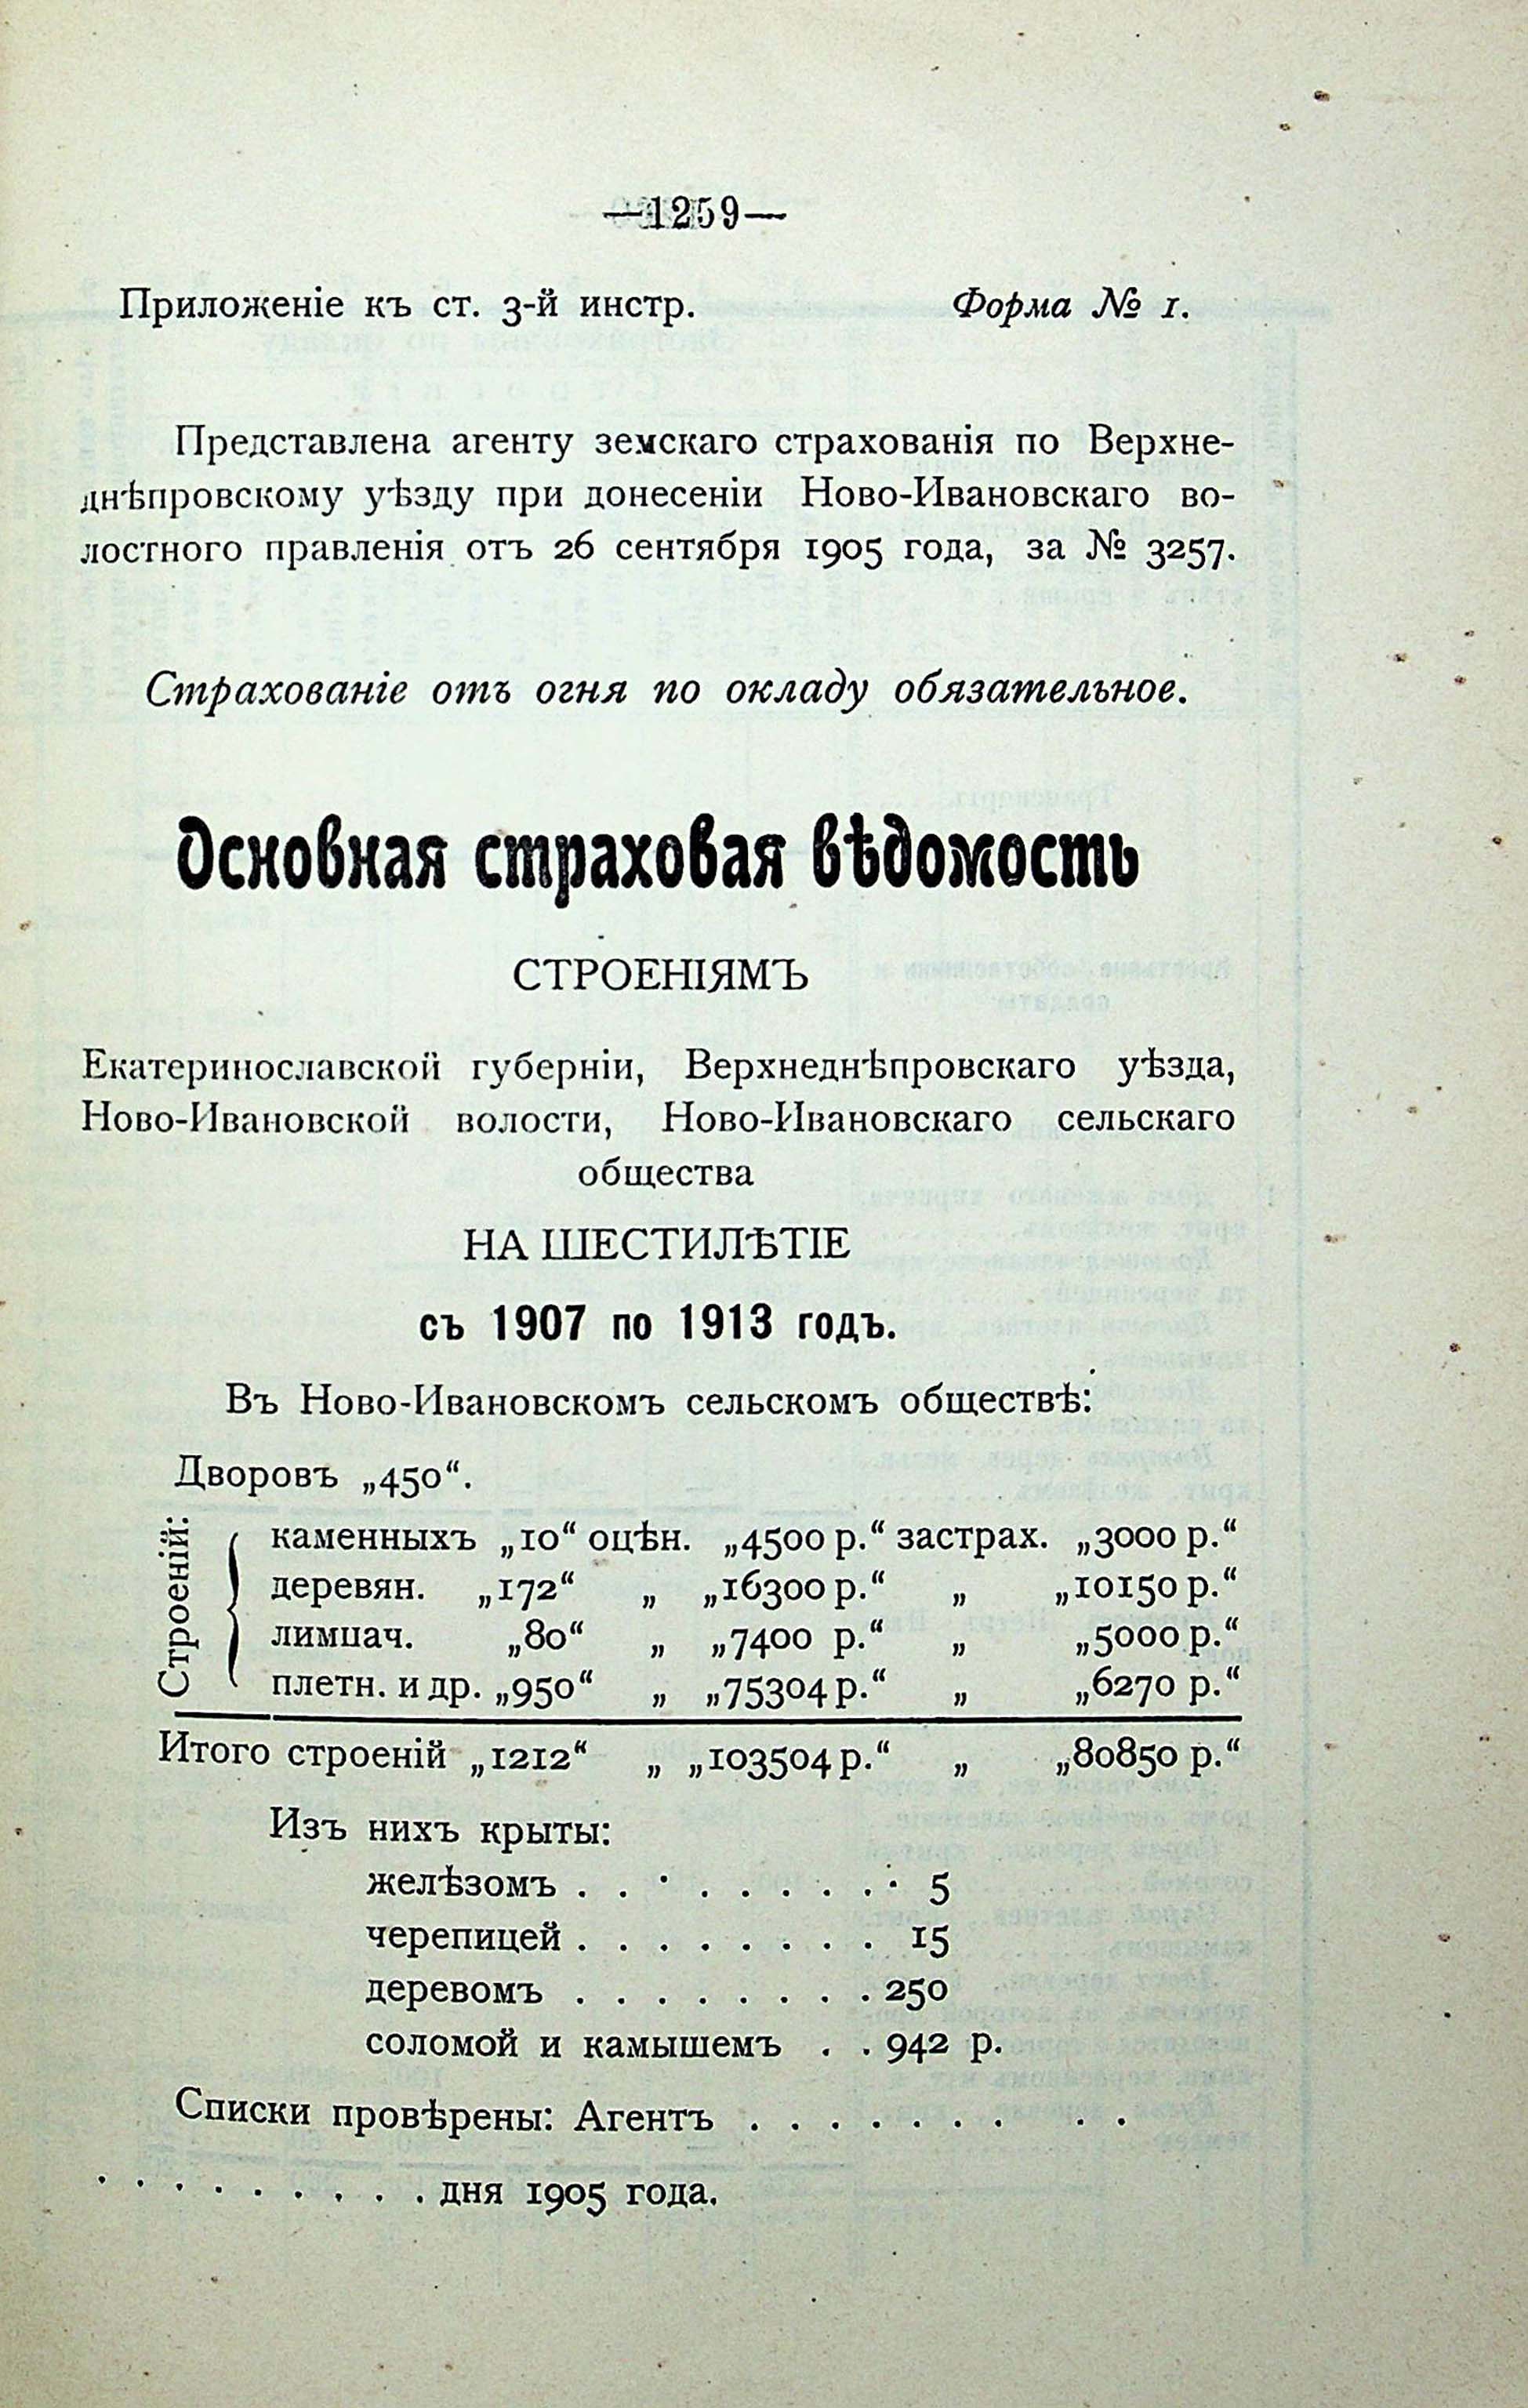 —1259—
Приложеніе къ ст. 3-й инстр. Форма № 1.
Представлена агенту земскаго страхованія по Верхне-
днѣпровскому уѣзду при донесеніи Ново-Ивановскаго во-
лостного правленія отъ 26 сентября 1905 года, за № 3257.
Страхованіе отъ огня по окладу обязательное.
Основная страховая вѣдомость
СТРОЕНІЯМЪ
Екатеринославской губерніи, Верхнеднѣпровскаго уѣзда,
Ново-Ивановской волости, Ново-Ивановскаго сельскаго
общества
НА ШЕСТИЛѢТІЕ
съ 1907 по 1913 годъ.
Въ Ново-Ивановскомъ сельскомъ обществѣ:
Дворовъ „450“.
Строеній:
каменныхъ „10“ оцѣн. „4500 р.“ застрах. „3000 р.“
деревян. „172“ „ „16300 р.“ „ „10150 р.“
лимпач. „80“ „ „7400 р.“ „ „5000 р.“
плетн. и др. „950“ „ „75304 р.“ „ „6270 р.“
Итого строеній „1212“ „ „103504 р.“ „ „80850 р.“
Изъ нихъ крыты:
желѣзомъ . . . . . . . . . 5
черепицей . . . . . . . . 15
деревомъ . . . . . . . . 250
соломой и камышемъ . . 942 р.
Списки провѣрены: Агентъ . . . . . . . . .
. . . . . . . . . дня 1905 года.